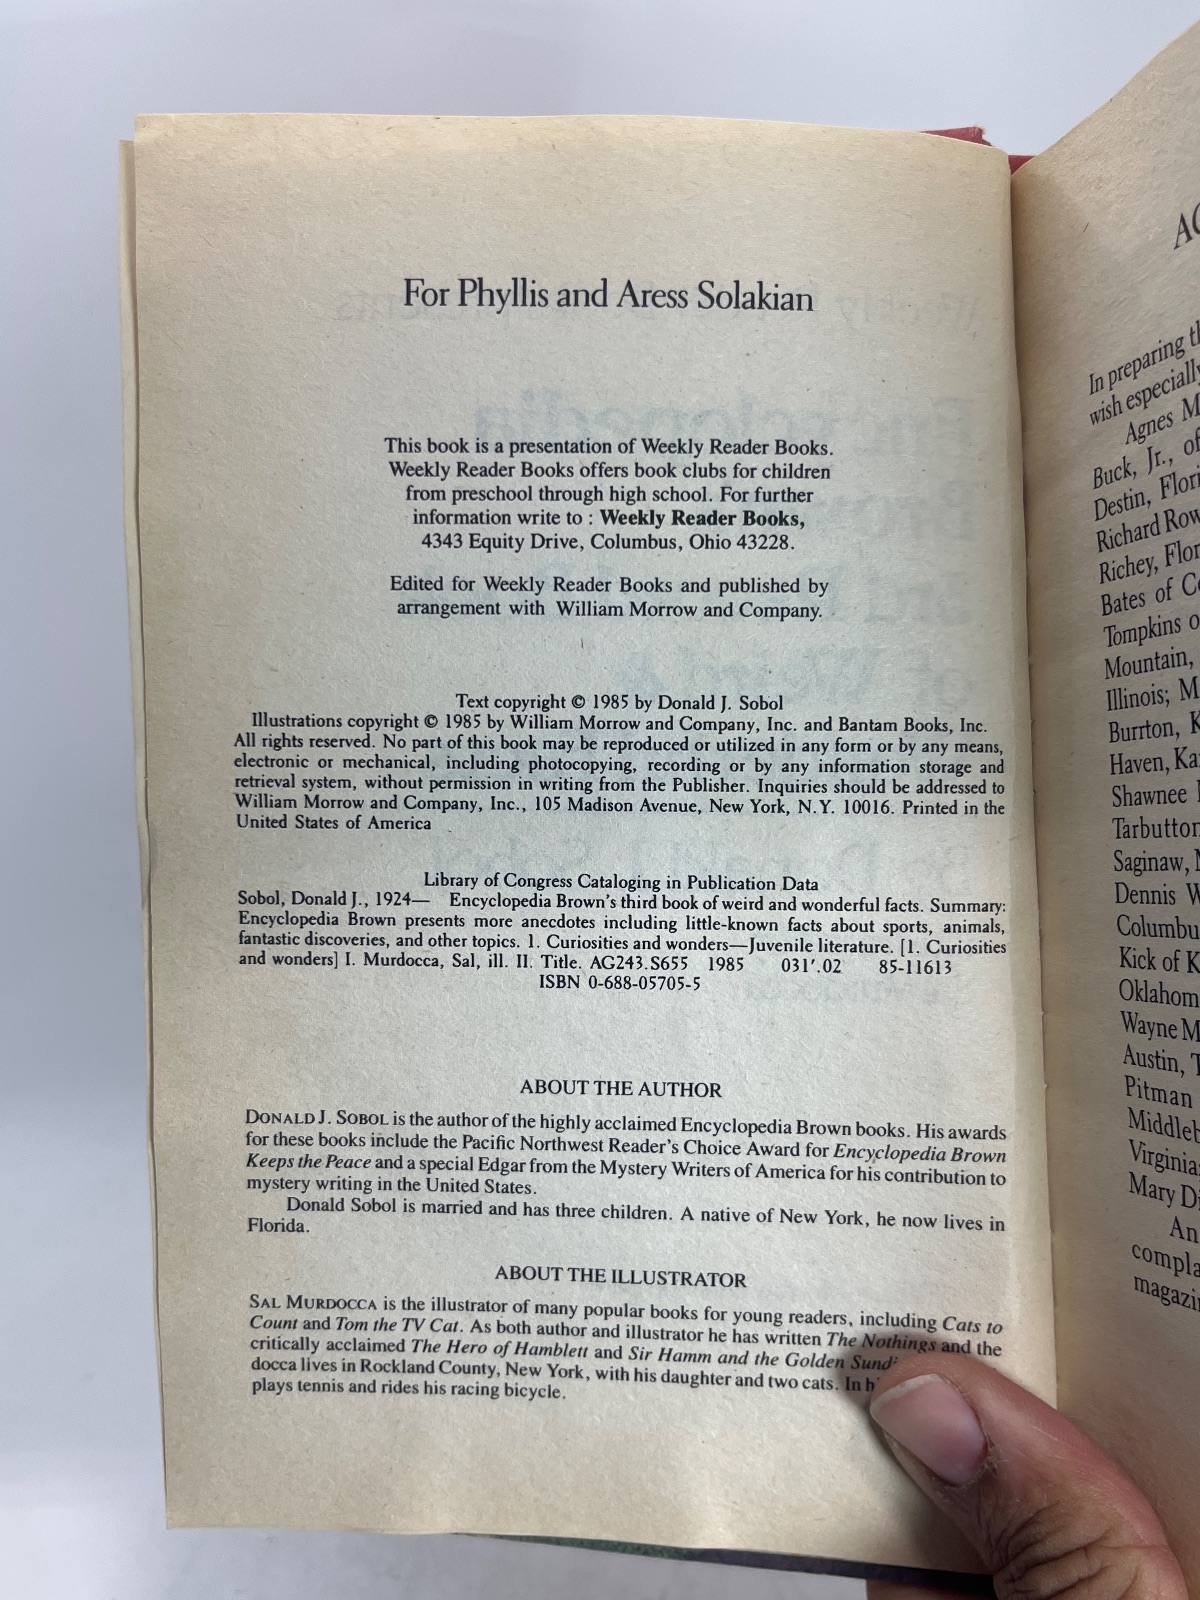 For Phyllis and Aress Solakian
This book is a presentation of Weekly Reader Books.
Weekly Reader Books offers book clubs for children
from preschool through high school. For further
information write to : Weekly Reader Books,
4343 Equity Drive, Columbus, Ohio 43228.
Edited for Weekly Reader Books and published by
arrangement with William Morrow and Company.
Text copyright © 1985 by Donald J. Sobol
Illustrations copyright © 1985 by William Morrow and Company, Inc. and Bantam Books, Inc.
All rights reserved. No part of this book may be reproduced or utilized in any form or by any means,
electronic or mechanical, including photocopying, recording or by any information storage and
retrieval system, without permission in writing from the Publisher. Inquiries should be addressed to
William Morrow and Company, Inc., 105 Madison Avenue, New York, N.Y. 10016. Printed in the
United States of America
Library of Congress Cataloging in Publication Data
Sobol, Donald J., 1924— Encyclopedia Brown's third book of weird and wonderful facts. Summary:
Encyclopedia Brown presents more anecdotes including little-known facts about sports, animals,
fantastic discoveries, and other topics. 1. Curiosities and wonders—Juvenile literature. [1. Curiosities
and wonders] I. Murdocca, Sal, ill. II. Title. AG243.S655 1985 031'.02 85-11613
ISBN 0-688-05705-5
ABOUT THE AUTHOR
DONALD J. SOBOL is the author of the highly acclaimed Encyclopedia Brown books. His awards
for these books include the Pacific Northwest Reader's Choice Award for Encyclopedia Brown
Keeps the Peace and a special Edgar from the Mystery Writers of America for his contribution to
mystery writing in the United States.
Donald Sobol is married and has three children. A native of New York, he now lives in
Florida.
ABOUT THE ILLUSTRATOR
SAL MURDOCCA is the illustrator of many popular books for young readers, including Cats to
Count and Tom the TV Cat. As both author and illustrator he has written The Nothings and the
critically acclaimed The Hero of Hamblett and Sir Hamm and the Golden
docca lives in Rockland County, New York, with his daughter and two cats. In
plays tennis and rides his racing bicycle.
In preparing
wish especially
Agnes
Buck, Jr., of
Destin,
Richard
Richey,
Bates of
Tompkins
Mountain,
Illinois;
Burrton,
Haven,
Shawnee
Tarbutton
Saginaw,
Dennis
Kick of
Wayne
Austin,
Pitman
Mary